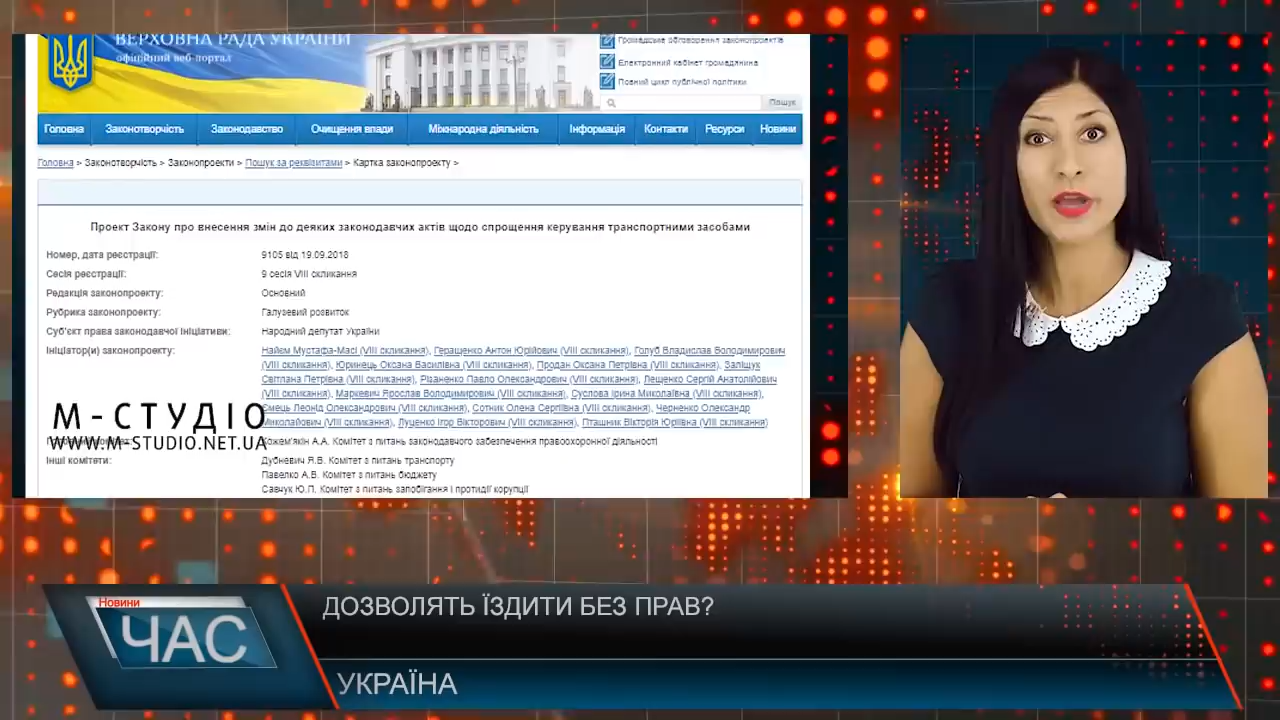 ВЕРХОВНА РАДА УКРАЇНИ
офіційний веб-портал
Громадське обговорення законопроектів
Електронний кабінет громадянина
Повний цикл публічної політики
Пошук
Головна Законотворчість Законодавство Очищення влади Міжнародна діяльність Інформація Контакти Ресурси Новини
Головна > Законотворчість > Законопроекти > Пошук за реквізитами > Картка законопроекту >
Проект Закону про внесення змін до деяких законодавчих актів щодо спрощення керування транспортними засобами
Номер, дата реєстрації: 9105 від 19.09.2018
Сесія реєстрації: 9 сесія VIII скликання
Редакція законопроекту: Основний
Рубрика законопроекту: Галузевий розвиток
Суб'єкт права законодавчої ініціативи: Народний депутат України
Ініціатор(и) законопроекту: Найєм Мустафа-Масі (VIII скликання), Геращенко Антон Юрійович (VIII скликання), Голуб Владислав Володимирович
(VIII скликання), Юринець Оксана Василівна (VIII скликання), Продан Оксана Петрівна (VIII скликання), Заліщук
Світлана Петрівна (VIII скликання), Різаненко Павло Олександрович (VIII скликання), Лещенко Сергій Анатолійович
(VIII скликання), Маркевич Ярослав Володимирович (VIII скликання), Суслова Ірина Миколаївна (VIII скликання),
Ємець Леонід Олександрович (VIII скликання), Сотник Олена Сергіївна (VIII скликання), Черненко Олександр
Миколайович (VIII скликання), Луценко Ігор Вікторович (VIII скликання), Пташник Вікторія Юріївна (VIII скликання)
Кожем'якін А.А. Комітет з питань законодавчого забезпечення правоохоронної діяльності
Інші комітети: Дубневич Я.В. Комітет з питань транспорту
Павелко А.В. Комітет з питань бюджету
Савчук Ю.П. Комітет з питань запобігання і протидії корупції
М-СТУДІО
WWW.M-STUDIO.NET.UA
Новини
ЧАС
ДОЗВОЛЯТЬ ЇЗДИТИ БЕЗ ПРАВ?
УКРАЇНА